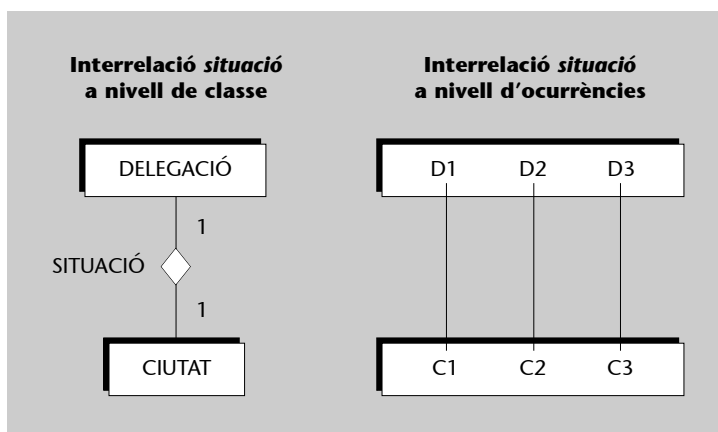 Interrelació situació
a nivell de classe
DELEGACIÓ
1
SITUACIÓ
1
CIUTAT
Interrelació situació
a nivell d'ocurrències
D1 D2 D3
C1 C2 C3